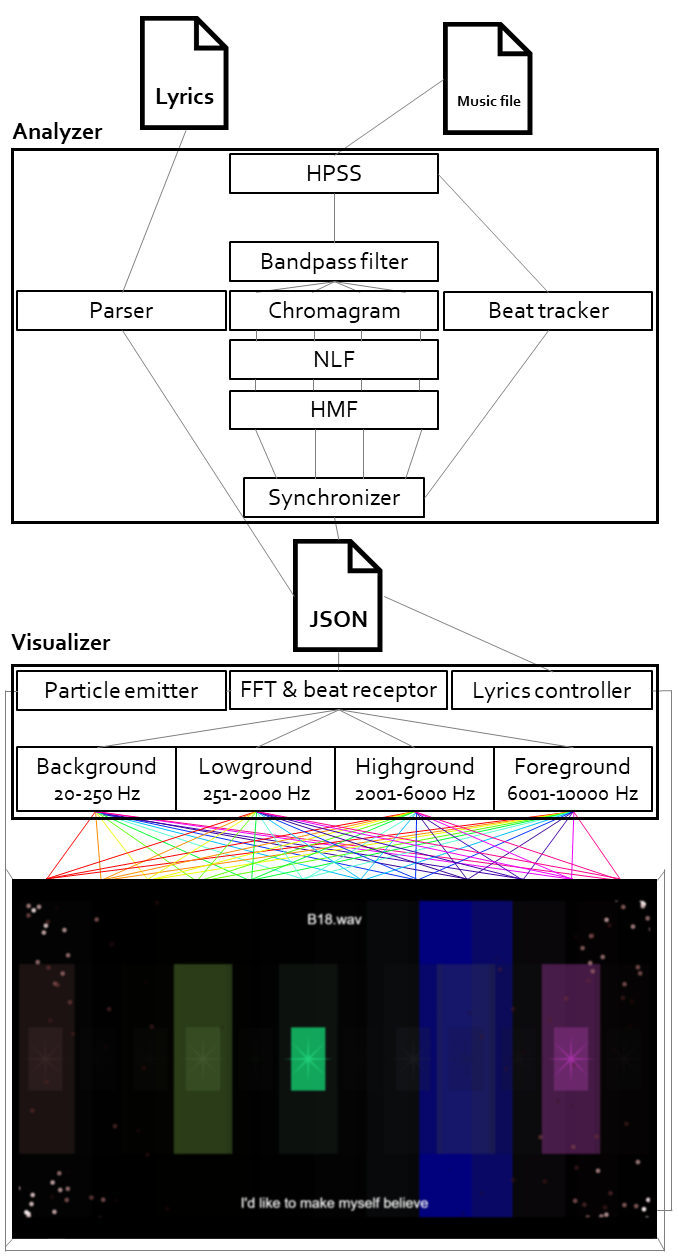 Lyrics
Music file
Analyzer
HPSS
Bandpass filter
Parser
Chromagram
Beat tracker
NLF
HMF
Synchronizer
JSON
Visualizer
Particle emitter
FFT & beat receptor
Lyrics controller
Background
20-250 Hz
Lowground
251-2000 Hz
Highground
2001-6000 Hz
Foreground
6001-10000 Hz
B18.wav
I'd like to make myself believe